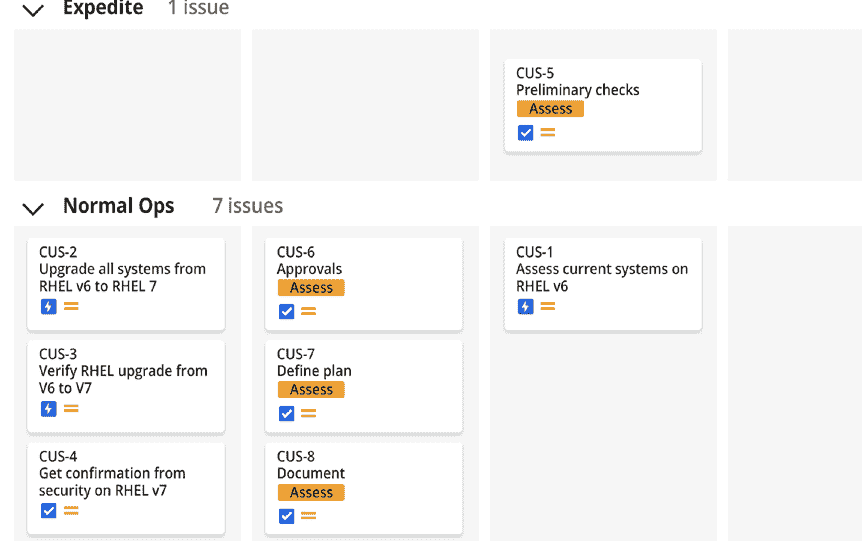 Expedite 1 issue
CUS-5
Preliminary checks
Assess
Normal Ops 7 issues
CUS-2
Upgrade all systems from
RHEL v6 to RHEL 7
CUS-3
Verify RHEL upgrade from
V6 to V7
CUS-4
Get confirmation from
security on RHEL v7
CUS-6
Approvals
Assess
CUS-7
Define plan
Assess
CUS-8
Document
Assess
CUS-1
Assess current systems on
RHEL v6